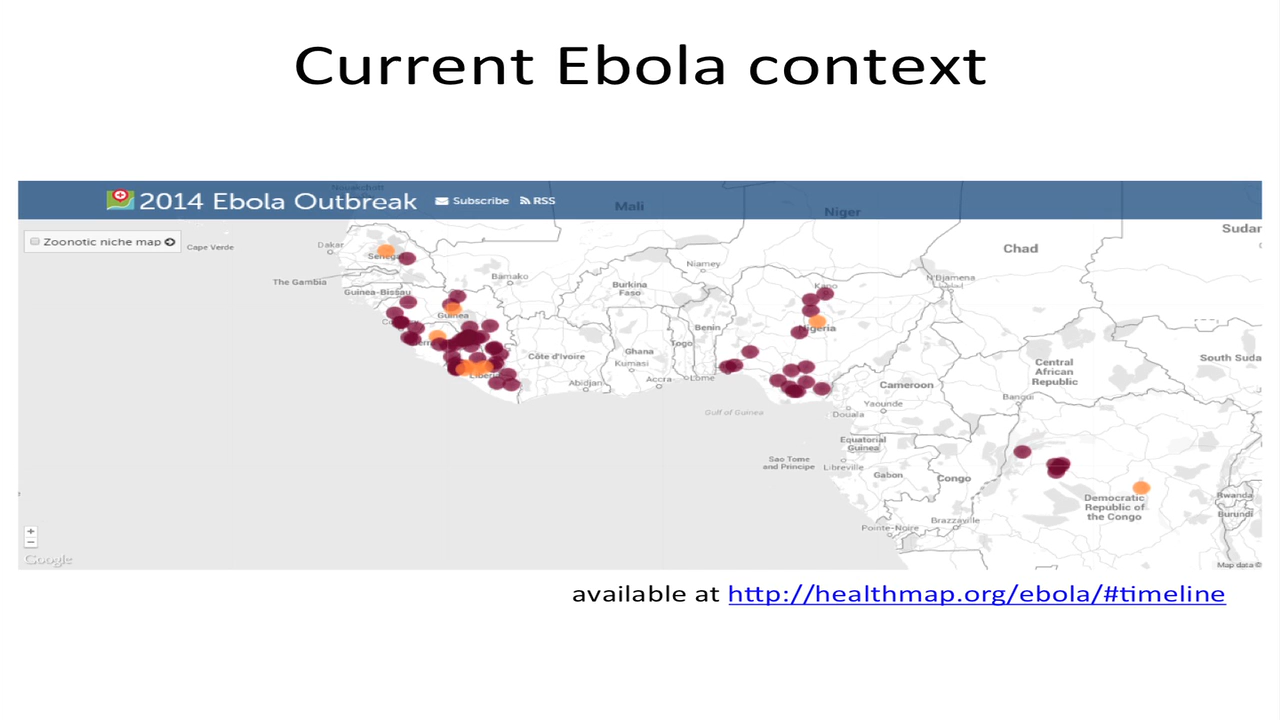 Current Ebola context
Nouakchott
2014 Ebola Outbreak
Subscribe
RSS
Mali
Niger
Sudar
Zoonotic niche map
Cape Verde
Dakar
Senegal
Chad
The Gambia
Bamako
Niamey
N'Djamena
Guinea-Bissau
Burkina
Faso
Kano
Guinea
Nigeria
Benin
Togo
Côte d'Ivoire
Ghana
Kumasi
Central
African
Republic
South Suda
Abidjan
Accra
Lome
Cameroon
Bangui
Yaounde
Gulf of Guinea
Douala
Equatorial
Guinea
Sao Tome
and Principe
Libreville
Gabon
Congo
Democratic
Republic of
the Congo
Rwanda
Burundi
Brazzaville
Pointe-Noire
+
−
Google
Map data ©
available at http://healthmap.org/ebola/#timeline